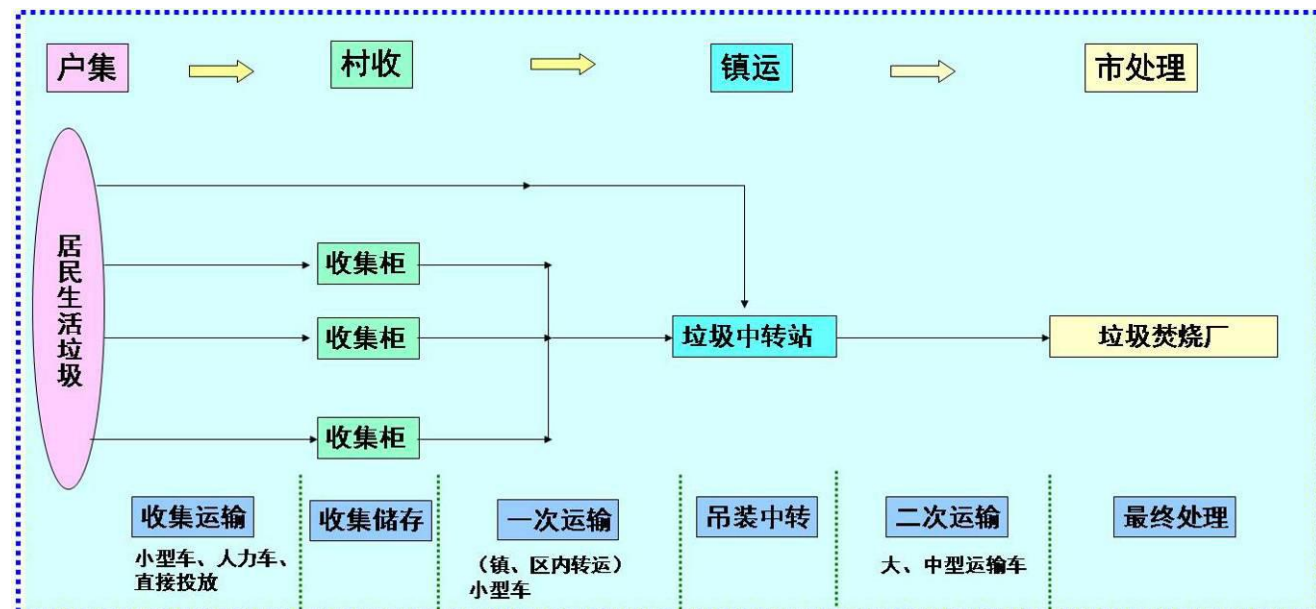 户集
村收
镇运
市处理
居民生活垃圾
收集柜
收集柜
收集柜
垃圾中转站
垃圾焚烧厂
收集运输
收集储存
一次运输
吊装中转
二次运输
最终处理
小型车、人力车、
直接投放
（镇、区内转运）
小型车
大、中型运输车